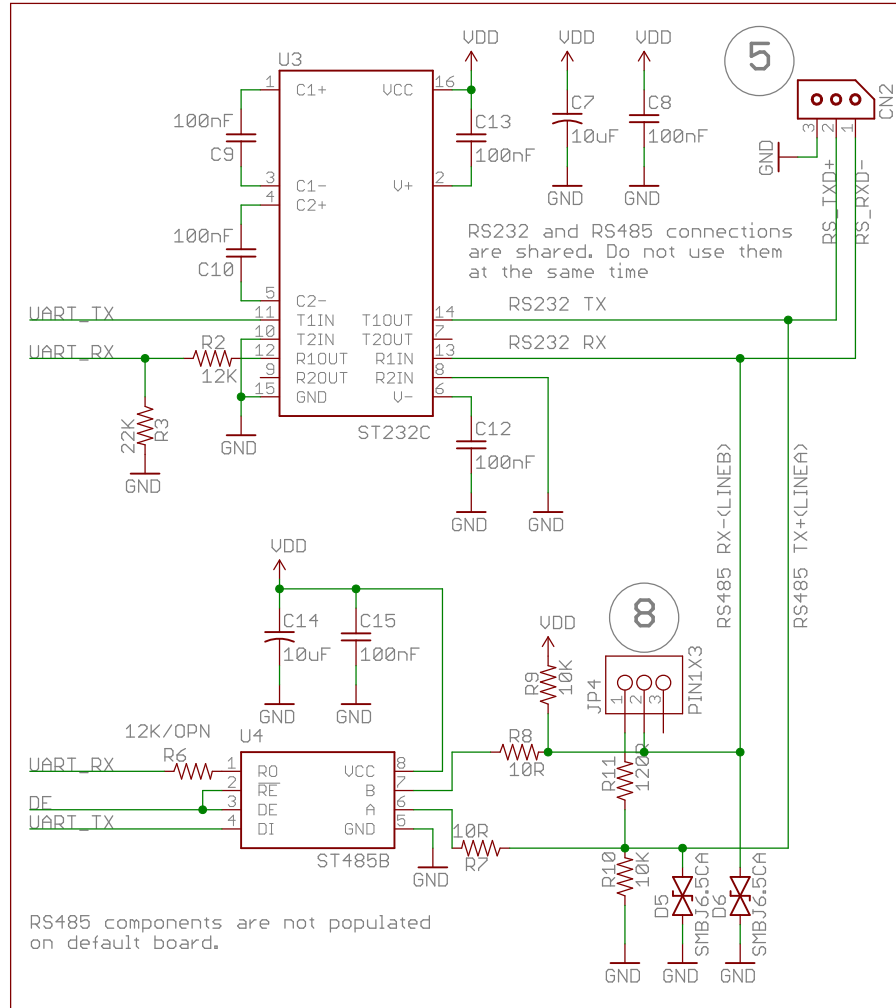 VDD
VDD
VDD
5
U3
CN2
1 C1+ VCC 16
100nF
C9
C13
100nF
C7
10uF
C8
100nF
3 2 1
GND
3 C1- V+ 2
4 C2+
GND GND
RS_TXD+
RS_RXD-
100nF
C10
RS232 and RS485 connections
are shared. Do not use them
at the same time
5 C2-
UART_TX 11 T1IN T1OUT 14 RS232 TX
10 T2IN T2OUT 7
UART_RX R2 12K 12 R1OUT R1IN 13 RS232 RX
9 R2OUT R2IN 8
15 GND V- 6
22K
R3
GND
GND
ST232C
C12
100nF
GND
GND
RS485 RX-(LINEB)
RS485 TX+(LINEA)
VDD
8
C14
10uF
C15
100nF
VDD
R9
10K
JP4
1 2 3
PIN1X3
GND GND
12K/OPN
R6
U4
R8
10R
R11
120R
UART_RX 1 RO VCC 8
2 RE B 7
DE 3 DE A 6
UART_TX 4 DI GND 5
ST485B
GND
10R
R7
R10
10K
D5
SMBJ6.5CA
D6
SMBJ6.5CA
RS485 components are not populated
on default board.
GND GND GND